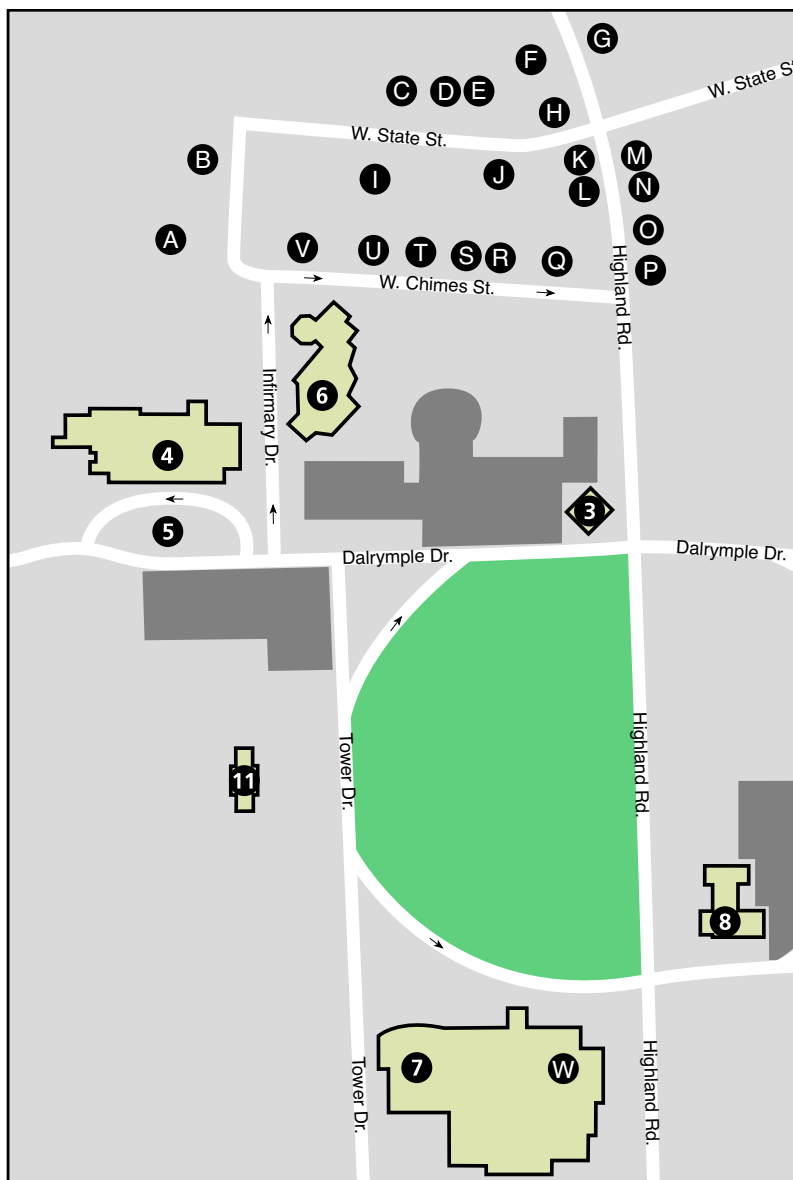 G
F
C
D
E
W. State St
H
W. State St.
B
K
M
I
J
L
N
A
V
U
T
S
R
Q
O
P
Highland Rd.
W. Chimes St.
6
Infirmary Dr.
4
3
5
Dalrymple Dr.
Dalrymple Dr.
Tower Dr.
Highland Rd.
11
8
7
W
Tower Dr.
Highland Rd.